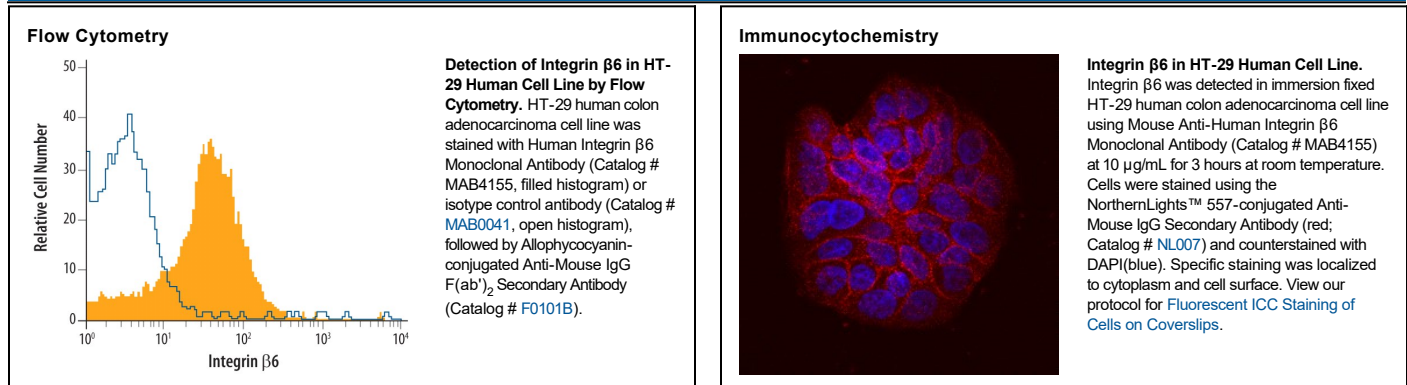 Flow Cytometry
50
40
30
20
10
0
Relative Cell Number
10⁰
10¹
10²
10³
10⁴
Integrin β6
Detection of Integrin β6 in HT-
29 Human Cell Line by Flow
Cytometry. HT-29 human colon
adenocarcinoma cell line was
stained with Human Integrin β6
Monoclonal Antibody (Catalog #
MAB4155, filled histogram) or
isotype control antibody (Catalog #
MAB0041, open histogram),
followed by Allophycocyanin-
conjugated Anti-Mouse IgG
F(ab')₂ Secondary Antibody
(Catalog # F0101B).
Immunocytochemistry
Integrin β6 in HT-29 Human Cell Line.
Integrin β6 was detected in immersion fixed
HT-29 human colon adenocarcinoma cell line
using Mouse Anti-Human Integrin β6
Monoclonal Antibody (Catalog # MAB4155)
at 10 µg/mL for 3 hours at room temperature.
Cells were stained using the
NorthernLights™ 557-conjugated Anti-
Mouse IgG Secondary Antibody (red;
Catalog # NL007) and counterstained with
DAPI(blue). Specific staining was localized
to cytoplasm and cell surface. View our
protocol for Fluorescent ICC Staining of
Cells on Coverslips.